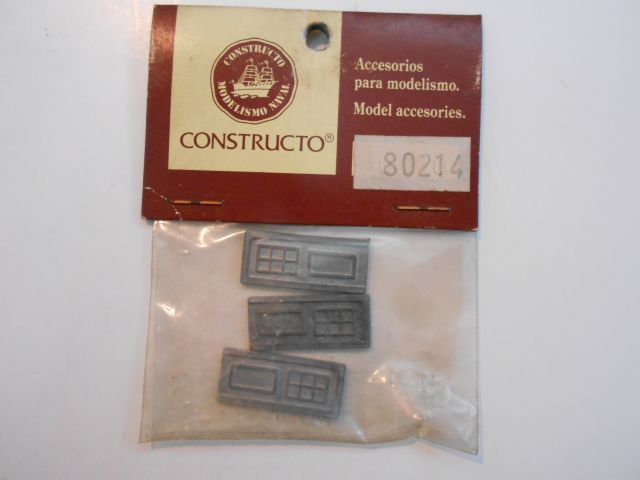 CONSTRUCTO
MODELISMO NAVAL
CONSTRUCTO®
Accesorios
para modelismo.
Model accesories.
80214